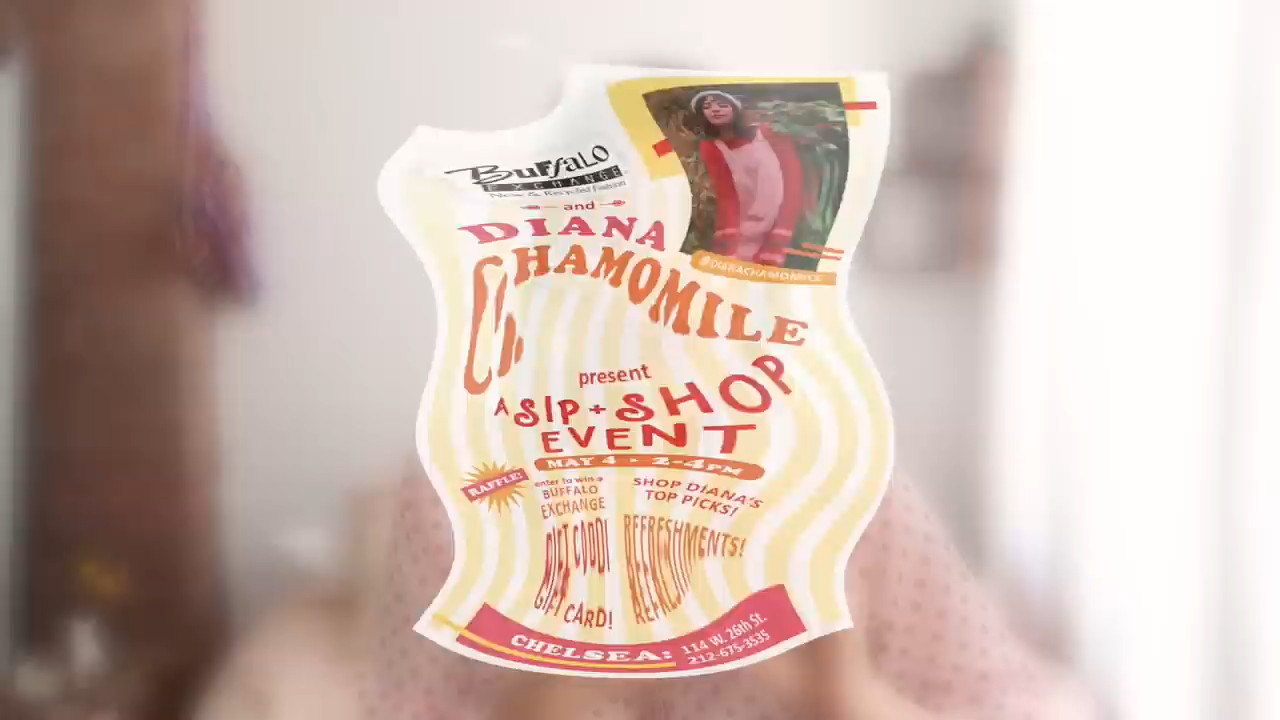 BuffaLO
EXCHANGE
New & Recycled Fashion
and
DIANA
CHAMOMILE
@DIANACHAMOMILE
present
A SIP + SHOP
EVENT
MAY 4 • 2-4PM
RAFFLE:
enter to win a
BUFFALO
EXCHANGE
GIFT CARD!
SHOP DIANA'S
TOP PICKS!
REFRESHMENTS!
CHELSEA:
114 W. 26th St.
212-675-3535